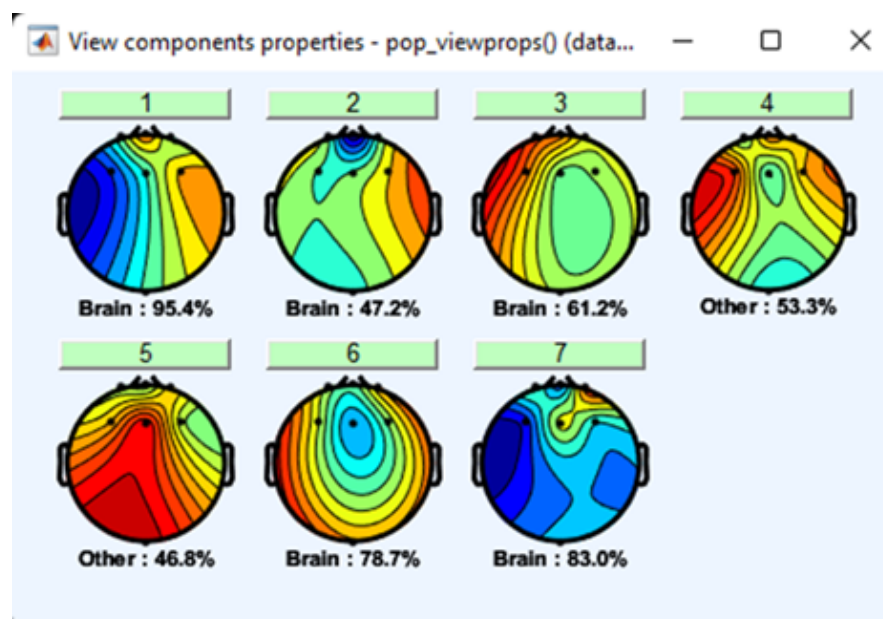 View components properties - pop_viewprops() (data...
1 2 3 4
Brain : 95.4% Brain : 47.2% Brain : 61.2% Other : 53.3%
5 6 7
Other : 46.8% Brain : 78.7% Brain : 83.0%